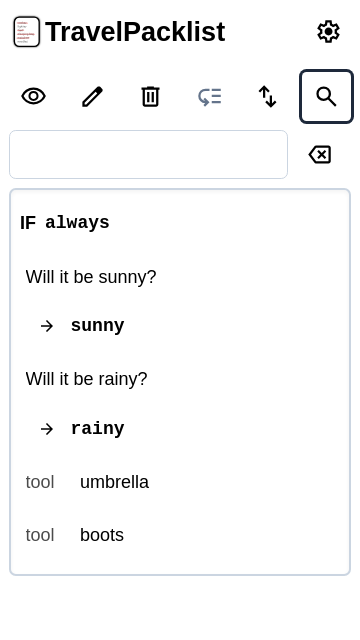 TravelPacklist
IF always
Will it be sunny?
→ sunny
Will it be rainy?
→ rainy
tool umbrella
tool boots